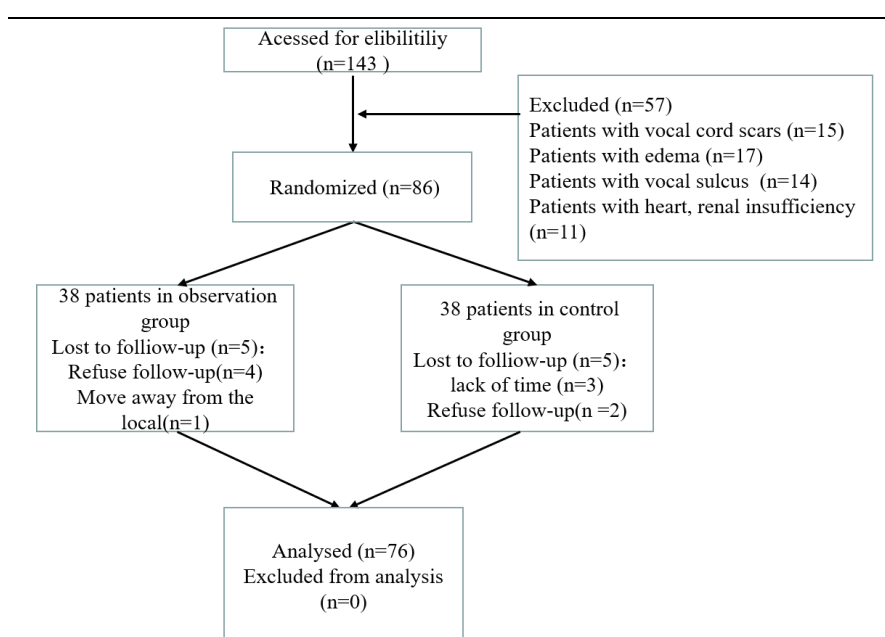 Acessed for elibilitiliy
(n=143 )
Excluded (n=57)
Patients with vocal cord scars (n=15)
Patients with edema (n=17)
Patients with vocal sulcus (n=14)
Patients with heart, renal insufficiency
(n=11)
Randomized (n=86)
38 patients in observation
group
Lost to folliow-up (n=5)：
Refuse follow-up(n=4)
Move away from the
local(n=1)
38 patients in control
group
Lost to folliow-up (n=5)：
lack of time (n=3)
Refuse follow-up(n =2)
Analysed (n=76)
Excluded from analysis
(n=0)